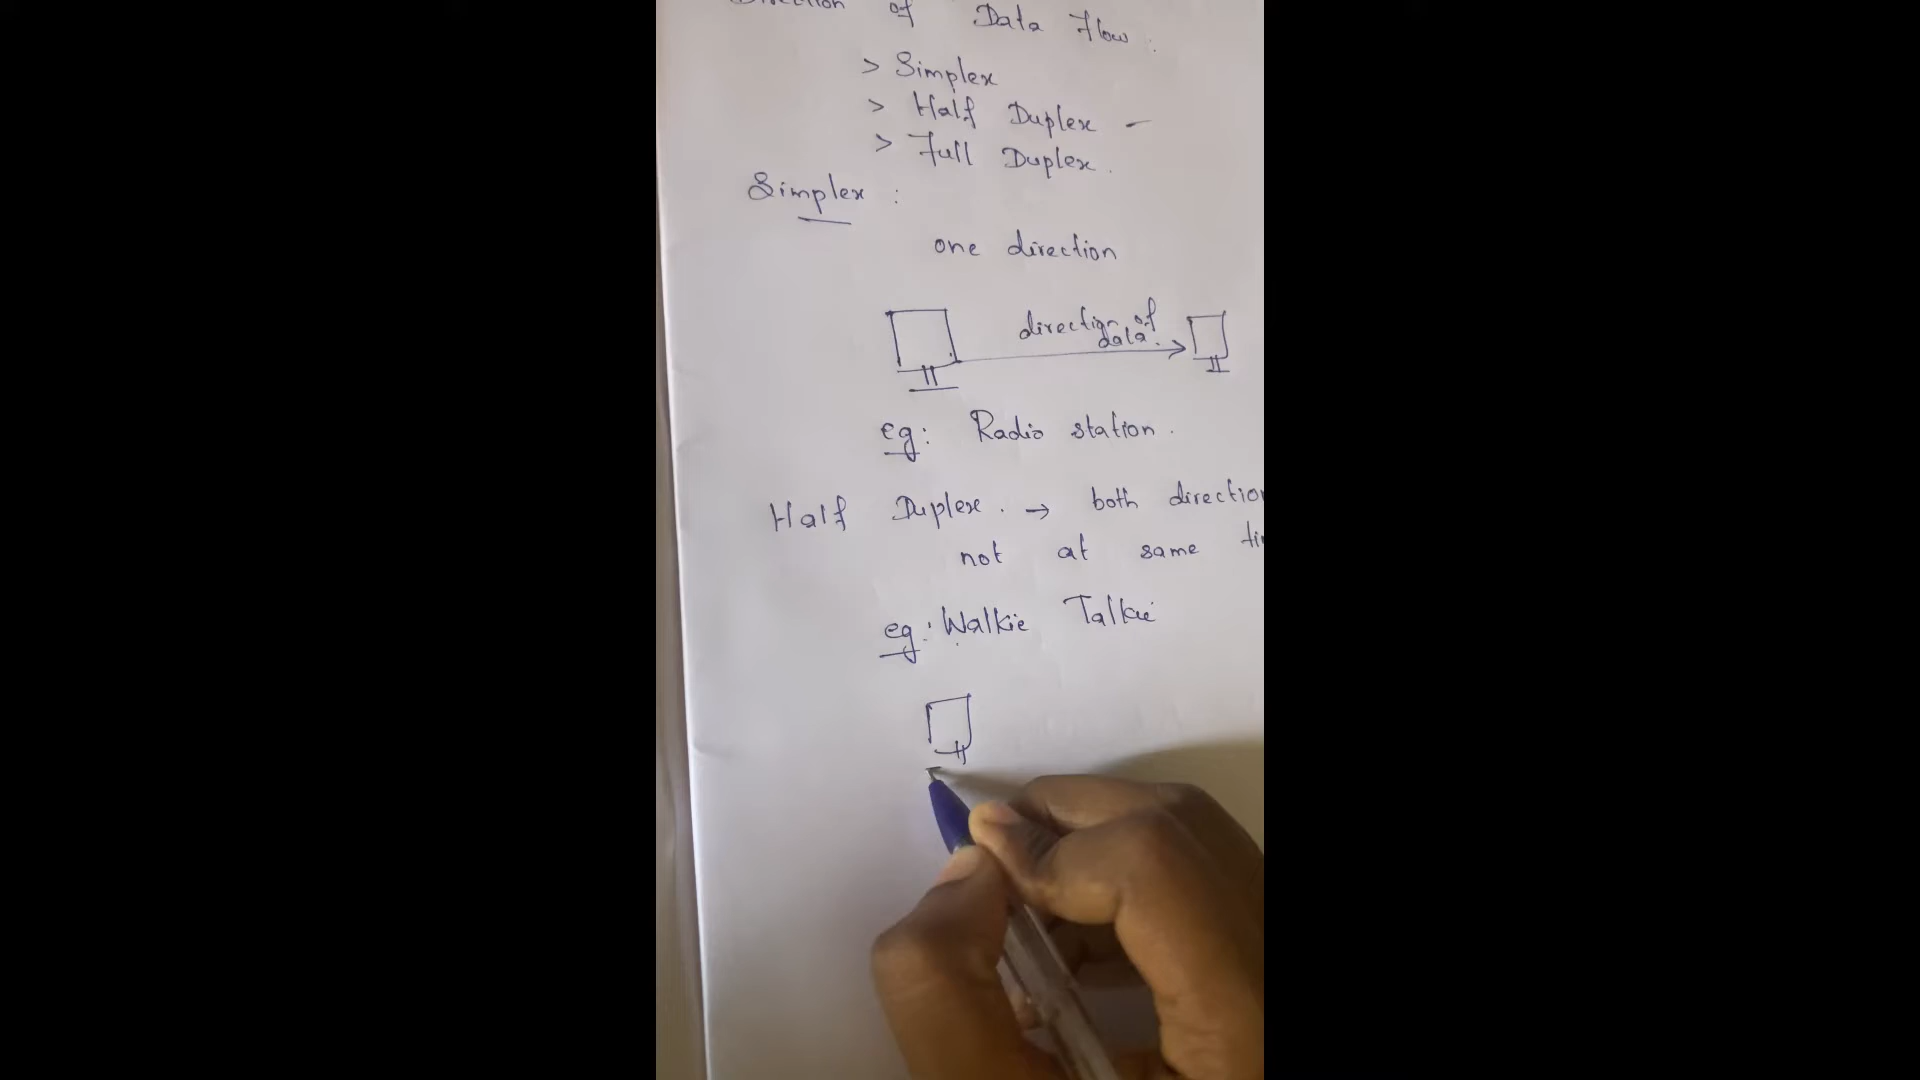 of Data Flow :
> Simplex
> Half Duplex -
> Full Duplex.
Simplex :
one direction
direction of
data.
eg: Radio station.
Half Duplex. → both direction
not at same
eg: Walkie Talkie